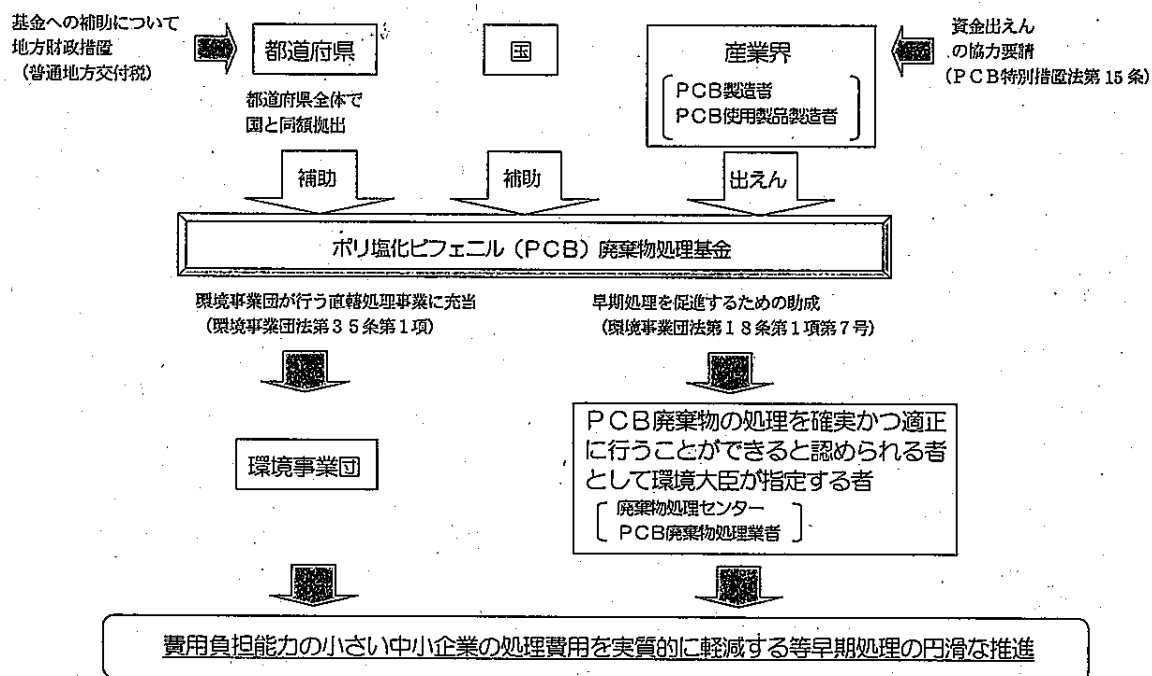 基金への補助について
地方財政措置
（普通地方交付税）
都道府県
国
産業界
PCB製造者
PCB使用製品製造者
資金出えん
の協力要請
(PCB特別措置法第15条)
都道府県全体で
国と同額拠出
補助
補助
出えん
ポリ塩化ビフェニル（PCB）廃棄物処理基金
環境事業団が行う直轄処理事業に充当
(環境事業団法第35条第1項)
早期処理を促進するための助成
(環境事業団法第18条第1項第7号)
環境事業団
PCB廃棄物の処理を確実かつ適正
に行うことができると認められる者
として環境大臣が指定する者
廃棄物処理センター
PCB廃棄物処理業者
費用負担能力の小さい中小企業の処理費用を実質的に軽減する等早期処理の円滑な推進